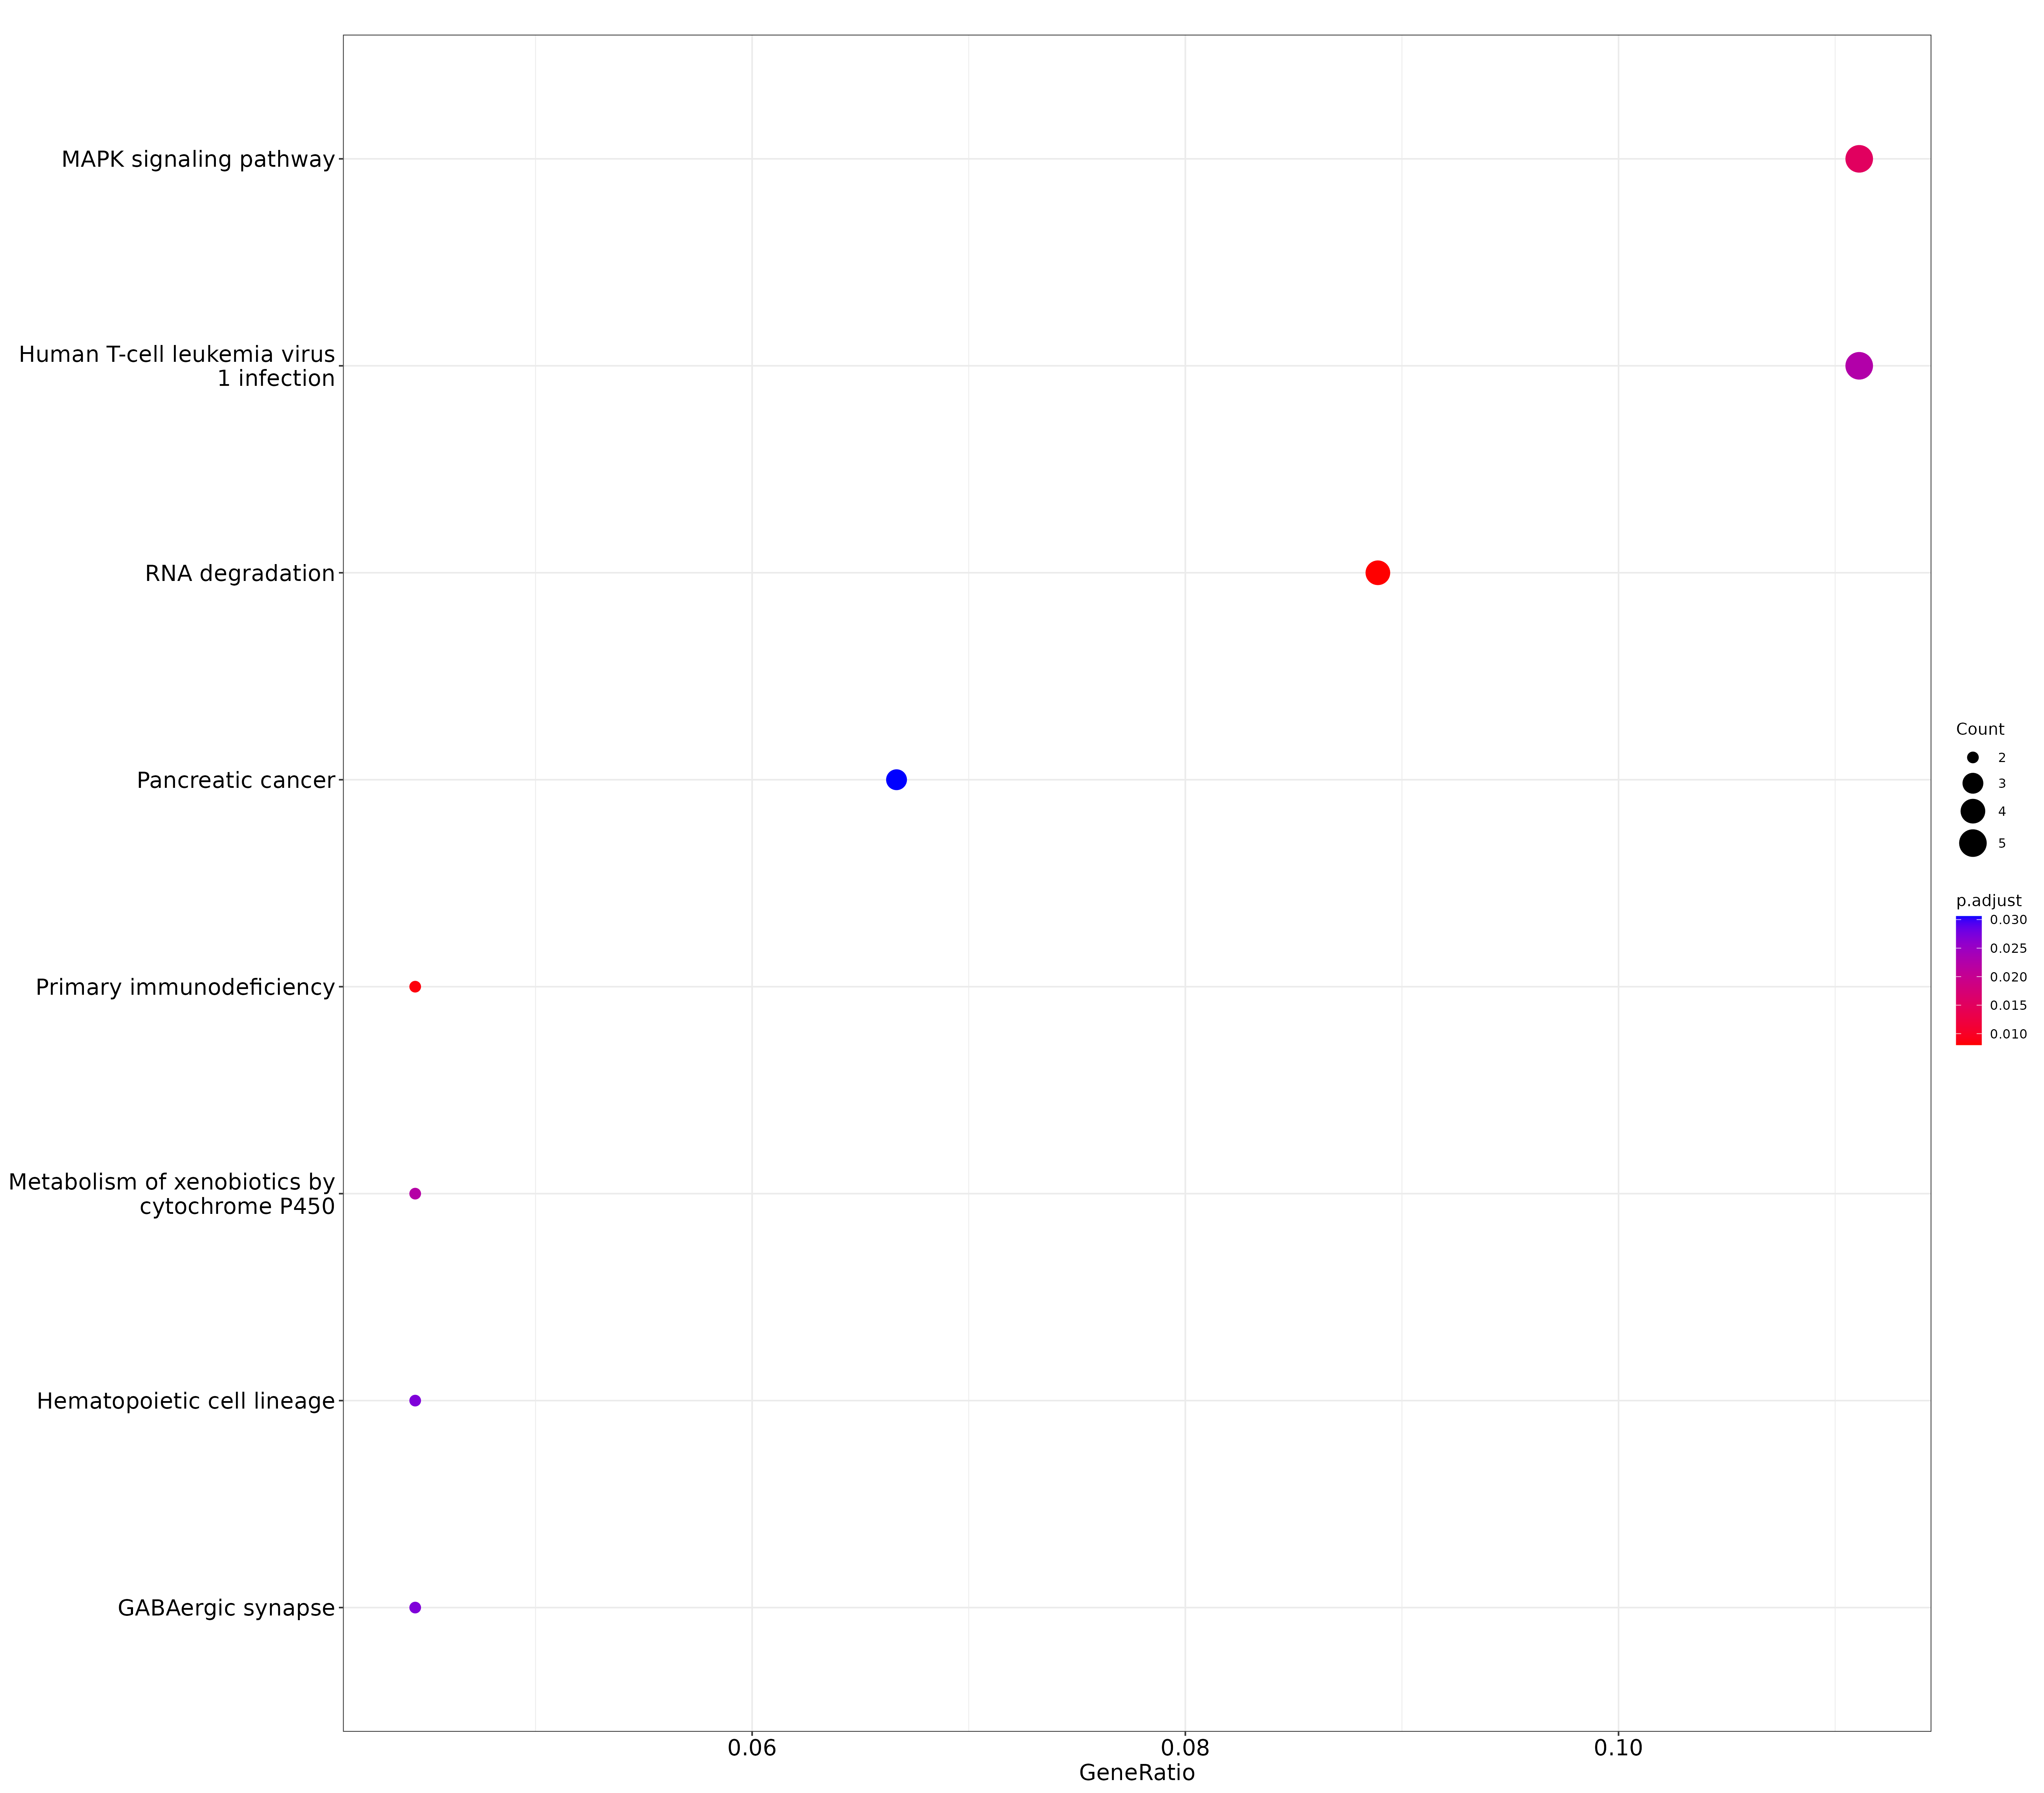 MAPK signaling pathway
Human T-cell leukemia virus
1 infection
RNA degradation
Pancreatic cancer
Primary immunodeficiency
Metabolism of xenobiotics by
cytochrome P450
Hematopoietic cell lineage
GABAergic synapse
0.06
0.08
0.10
GeneRatio
Count
2
3
4
5
p.adjust
0.030
0.025
0.020
0.015
0.010